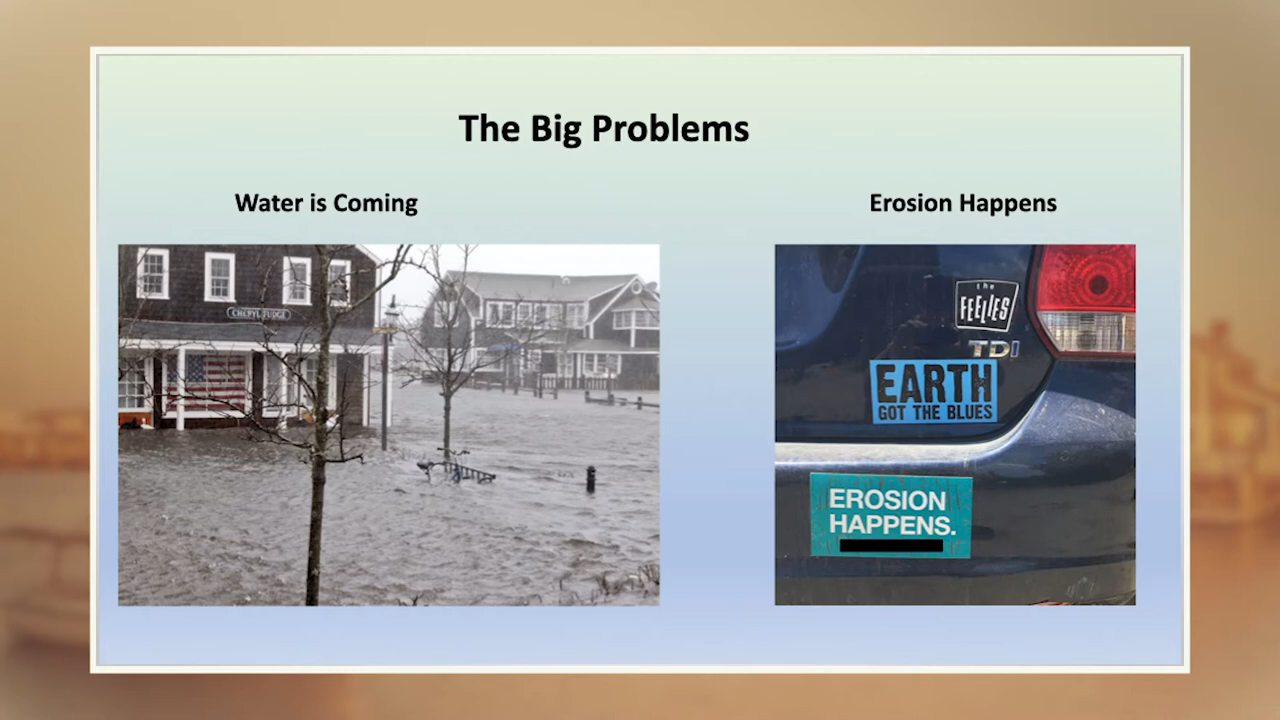 The Big Problems
Water is Coming
Erosion Happens
CHERYL FUDGE
the
FEELIES
TDI
EARTH
GOT THE BLUES
EROSION
HAPPENS.